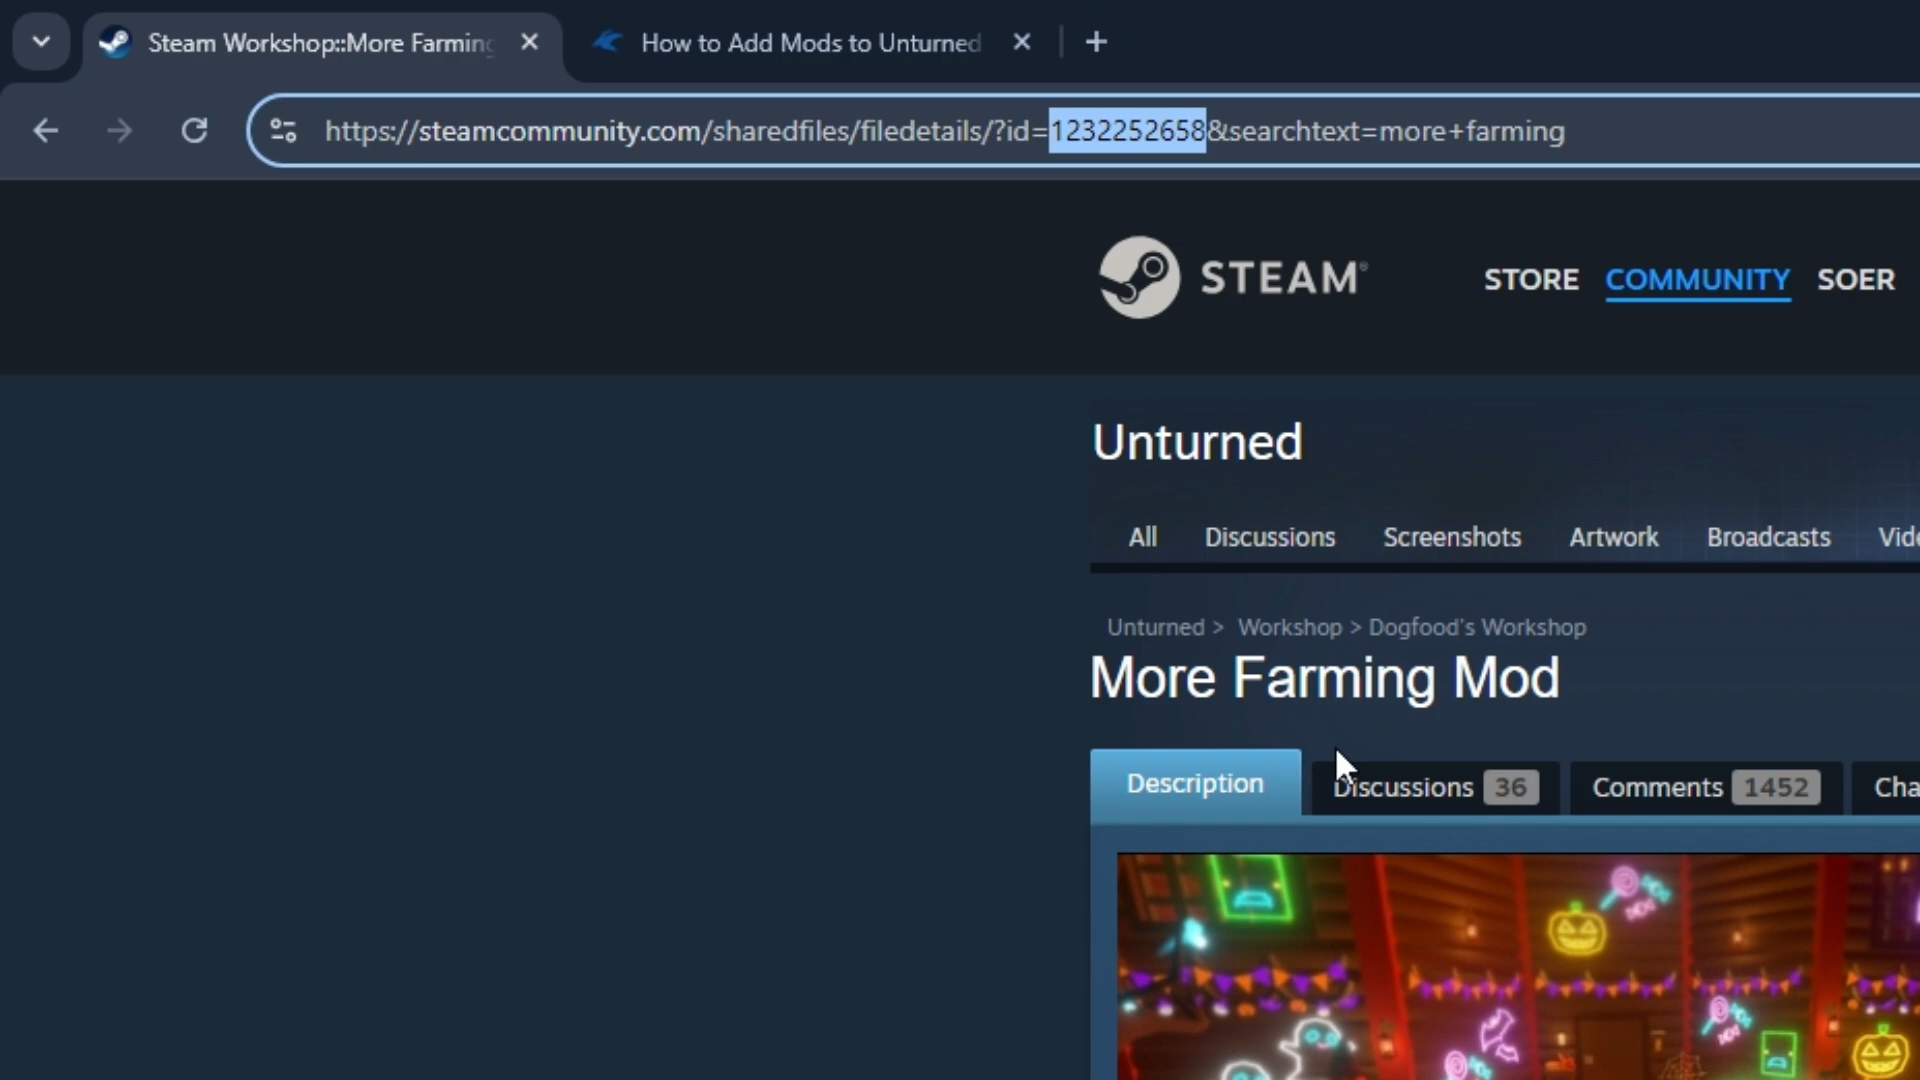 Steam Workshop::More Farming
How to Add Mods to Unturned
https://steamcommunity.com/sharedfiles/filedetails/?id=1232252658&searchtext=more+farming
STEAM®
STORE COMMUNITY SOER
Unturned
All Discussions Screenshots Artwork Broadcasts Vide
Unturned > Workshop > Dogfood's Workshop
More Farming Mod
Description Discussions 36 Comments 1452 Cha